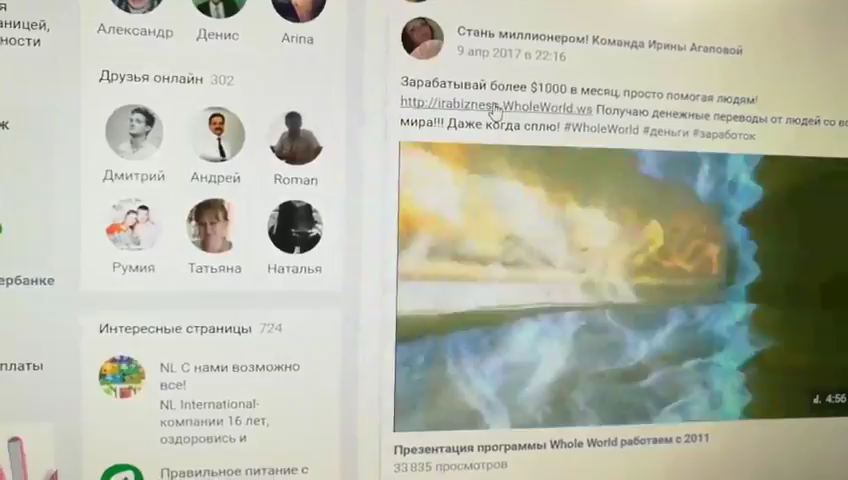 я
аницей,
ности
ж
ербанке
платы
Александр
Денис
Arina
Друзья онлайн 302
Дмитрий
Андрей
Roman
Румия
Татьяна
Наталья
Интересные страницы 724
NL С нами возможно
все!
NL International-
компании 16 лет,
оздоровись и
Правильное питание с
Стань миллионером! Команда Ирины Агаповой
9 апр 2017 в 22:16
Зарабатывай более $1000 в месяц, просто помогая людям!
http://irabiznes.WholeWorld.ws Получаю денежные переводы от людей со вс
мира!!! Даже когда сплю! #WholeWorld #деньги #заработок
4:56
Презентация программы Whole World работаем с 2011
33 835 просмотров